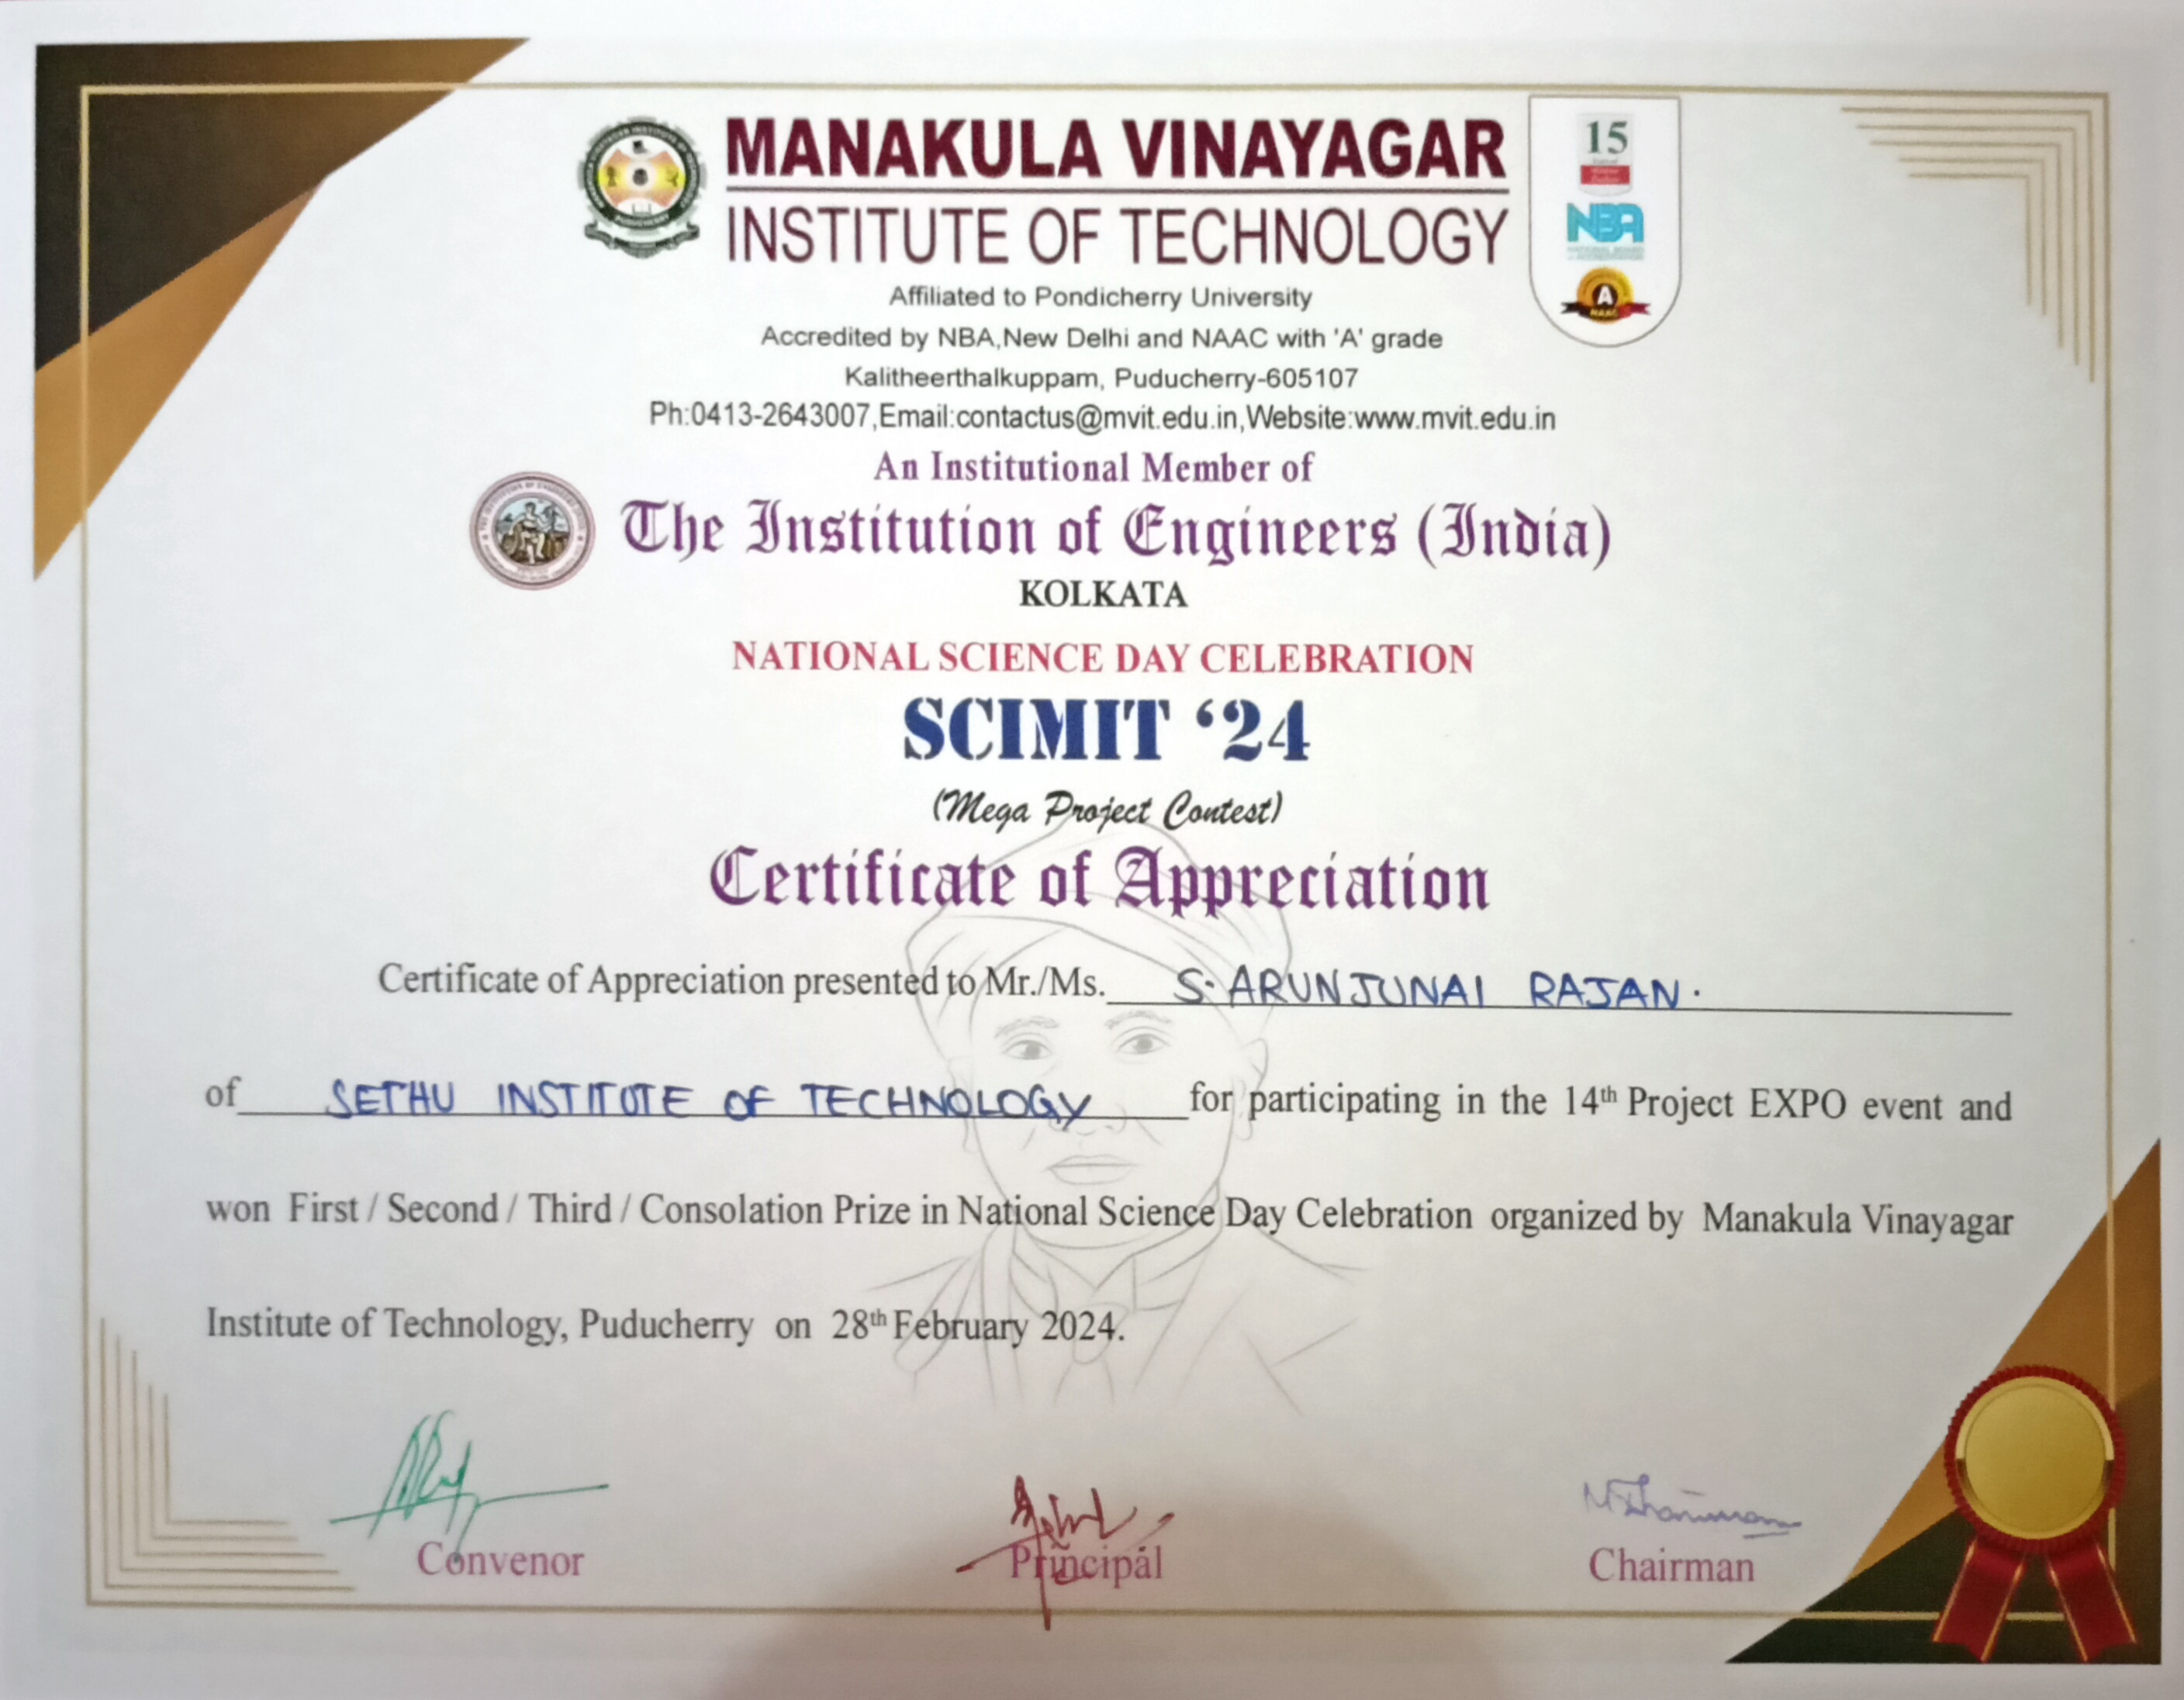 MANAKULA VINAYAGAR
INSTITUTE OF TECHNOLOGY
15
NBA
A
NAAC
PUDUCHERRY
Affiliated to Pondicherry University
Accredited by NBA,New Delhi and NAAC with 'A' grade
Kalitheerthalkuppam, Puducherry-605107
Ph:0413-2643007,Email:contactus@mvit.edu.in,Website:www.mvit.edu.in
An Institutional Member of
The Institution of Engineers (India)
KOLKATA
NATIONAL SCIENCE DAY CELEBRATION
SCIMIT ‘24
(Mega Project Contest)
Certificate of Appreciation
Certificate of Appreciation presented to Mr./Ms. S. ARUNJUNAI RAJAN.
of SETHU INSTITUTE OF TECHNOLOGY for participating in the 14th Project EXPO event and
won First / Second / Third / Consolation Prize in National Science Day Celebration organized by Manakula Vinayagar
Institute of Technology, Puducherry on 28th February 2024.
Convenor
Principal
Chairman